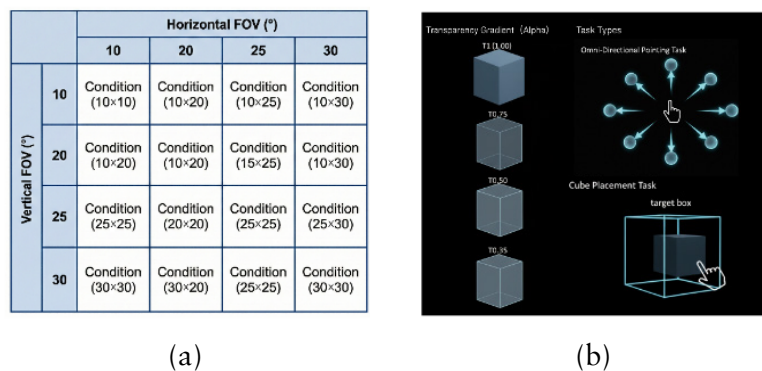 Horizontal FOV (°)
10 20 25 30
Vertical FOV (°)
10 Condition (10×10) Condition (10×20) Condition (10×25) Condition (10×30)
20 Condition (10×20) Condition (10×20) Condition (15×25) Condition (10×30)
25 Condition (25×25) Condition (20×20) Condition (25×25) Condition (25×30)
30 Condition (30×30) Condition (30×20) Condition (25×25) Condition (30×30)
(a)
Transparency Gradient (Alpha)
T1 (1.00)
T0.75
T0.50
T0.35
Task Types
Omni-Directional Pointing Task
Cube Placement Task
target box
(b)